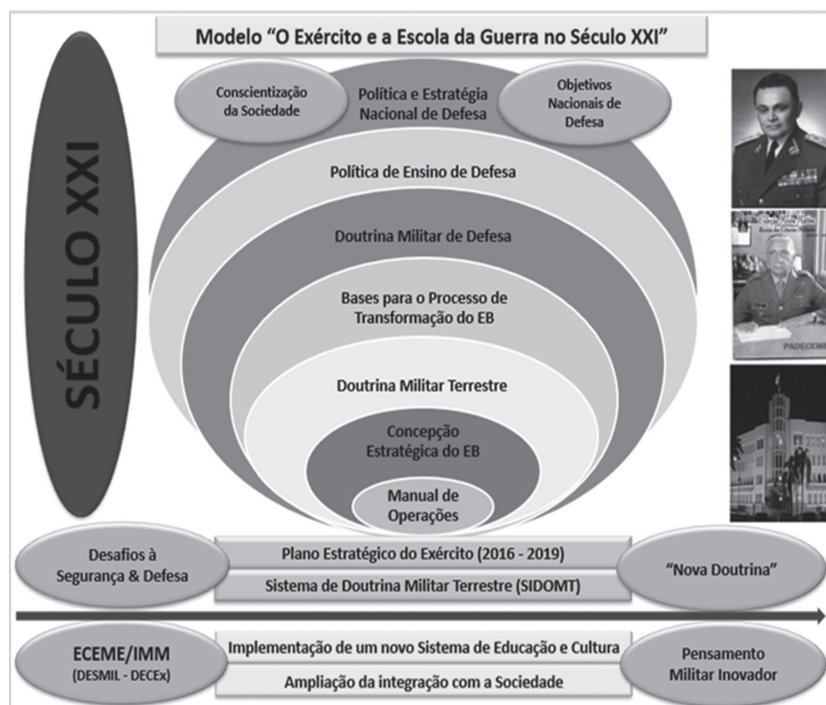 Modelo “O Exército e a Escola da Guerra no Século XXI”
SÉCULO XXI
Conscientização
da Sociedade
Política e Estratégia
Nacional de Defesa
Objetivos
Nacionais de
Defesa
Política de Ensino de Defesa
Doutrina Militar de Defesa
Bases para o Processo de
Transformação do EB
Doutrina Militar Terrestre
Concepção
Estratégica do EB
Manual de
Operações
PADECEME
Desafios à
Segurança & Defesa
Plano Estratégico do Exército (2016 - 2019)
Sistema de Doutrina Militar Terrestre (SIDOMT)
“Nova Doutrina”
ECEME/IMM
(DESMIL - DECEx)
Implementação de um novo Sistema de Educação e Cultura
Ampliação da integração com a Sociedade
Pensamento
Militar Inovador